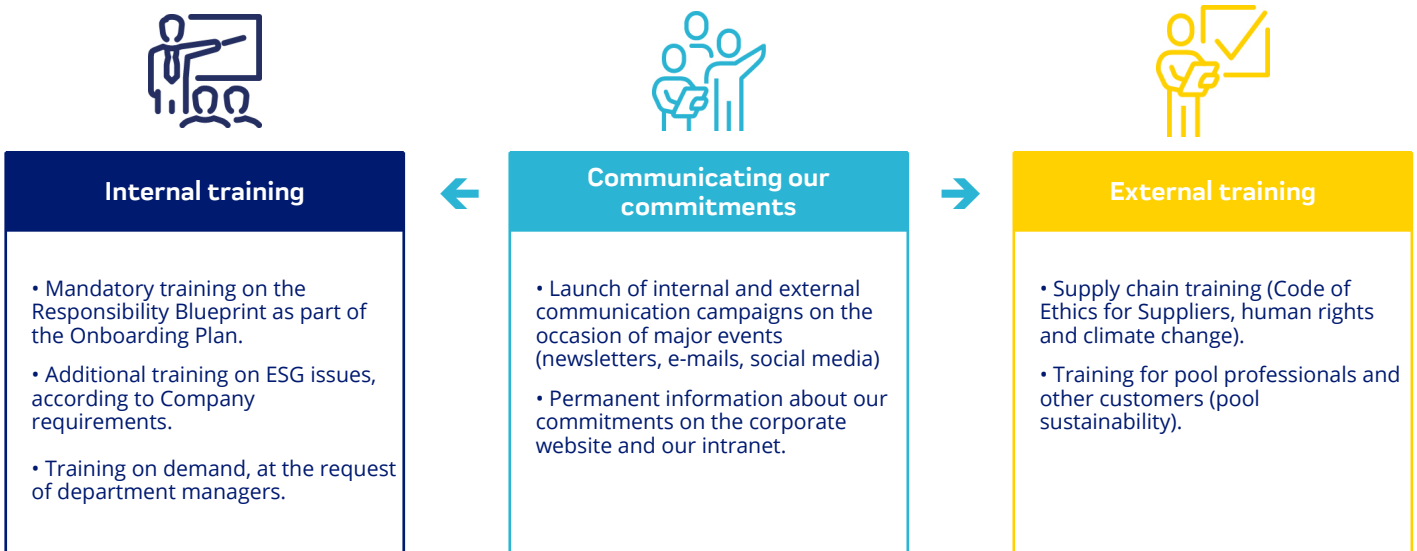 Internal training
• Mandatory training on the
Responsibility Blueprint as part of
the Onboarding Plan.
• Additional training on ESG issues,
according to Company
requirements.
• Training on demand, at the request
of department managers.
Communicating our
commitments
• Launch of internal and external
communication campaigns on the
occasion of major events
(newsletters, e-mails, social media)
• Permanent information about our
commitments on the corporate
website and our intranet.
External training
• Supply chain training (Code of
Ethics for Suppliers, human rights
and climate change).
• Training for pool professionals and
other customers (pool
sustainability).